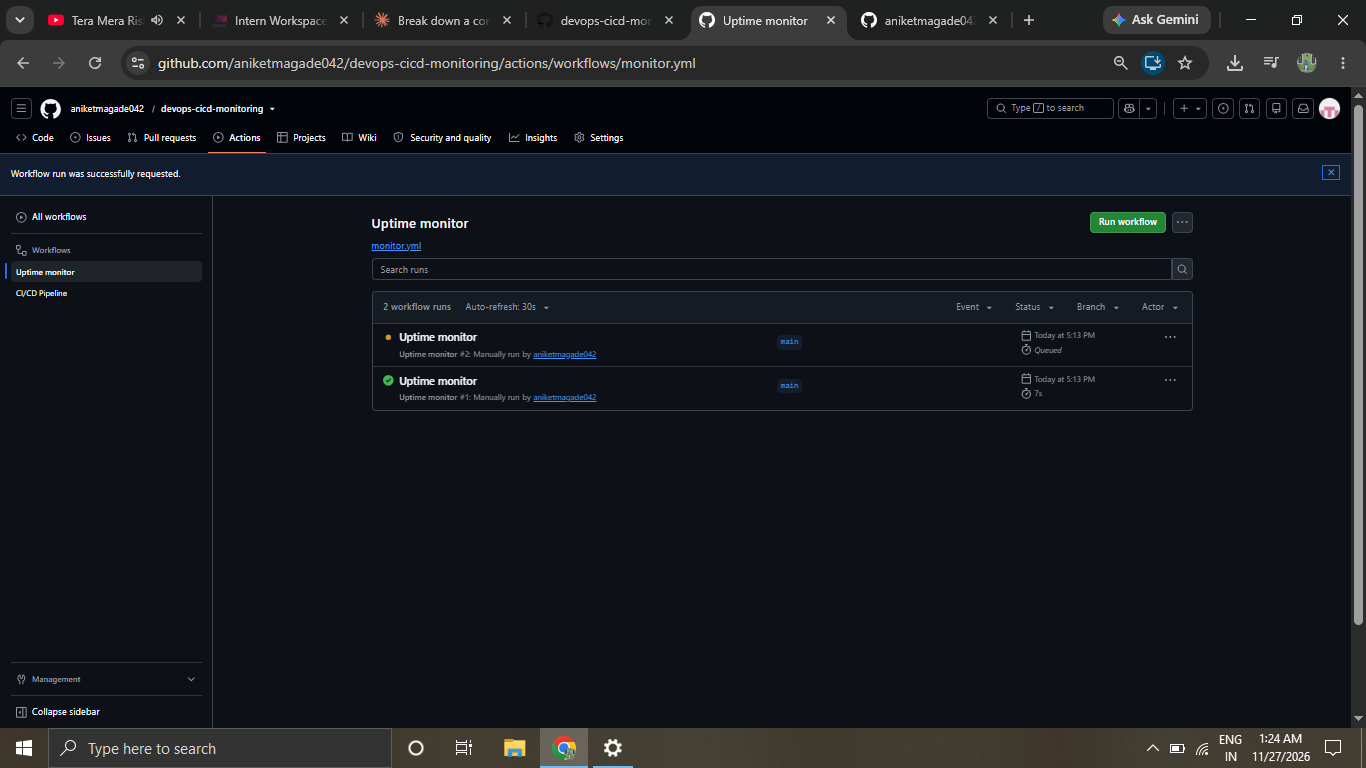 Tera Mera Ris
Intern Workspace
Break down a cor
devops-cicd-mor
Uptime monitor
aniketmagade042
Ask Gemini
github.com/aniketmagade042/devops-cicd-monitoring/actions/workflows/monitor.yml
aniketmagade042 / devops-cicd-monitoring
Type / to search
Code
Issues
Pull requests
Actions
Projects
Wiki
Security and quality
Insights
Settings
Workflow run was successfully requested.
All workflows
Workflows
Uptime monitor
CI/CD Pipeline
Management
Collapse sidebar
Uptime monitor
Run workflow
monitor.yml
Search runs
2 workflow runs
Auto-refresh: 30s
Event
Status
Branch
Actor
Uptime monitor
Uptime monitor #2: Manually run by aniketmagade042
main
Today at 5:13 PM
Queued
Uptime monitor
Uptime monitor #1: Manually run by aniketmagade042
main
Today at 5:13 PM
7s
Type here to search
ENG
IN
1:24 AM
11/27/2026